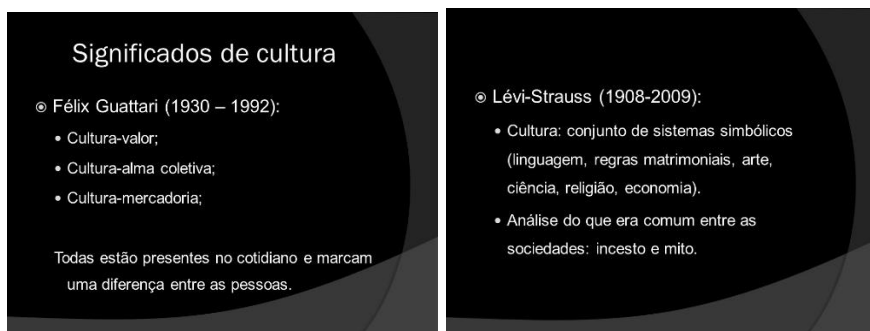 Significados de cultura
Félix Guattari (1930 – 1992):
• Cultura-valor;
• Cultura-alma coletiva;
• Cultura-mercadoria;
Todas estão presentes no cotidiano e marcam
uma diferença entre as pessoas.
Lévi-Strauss (1908-2009):
• Cultura: conjunto de sistemas simbólicos
(linguagem, regras matrimoniais, arte,
ciência, religião, economia).
• Análise do que era comum entre as
sociedades: incesto e mito.